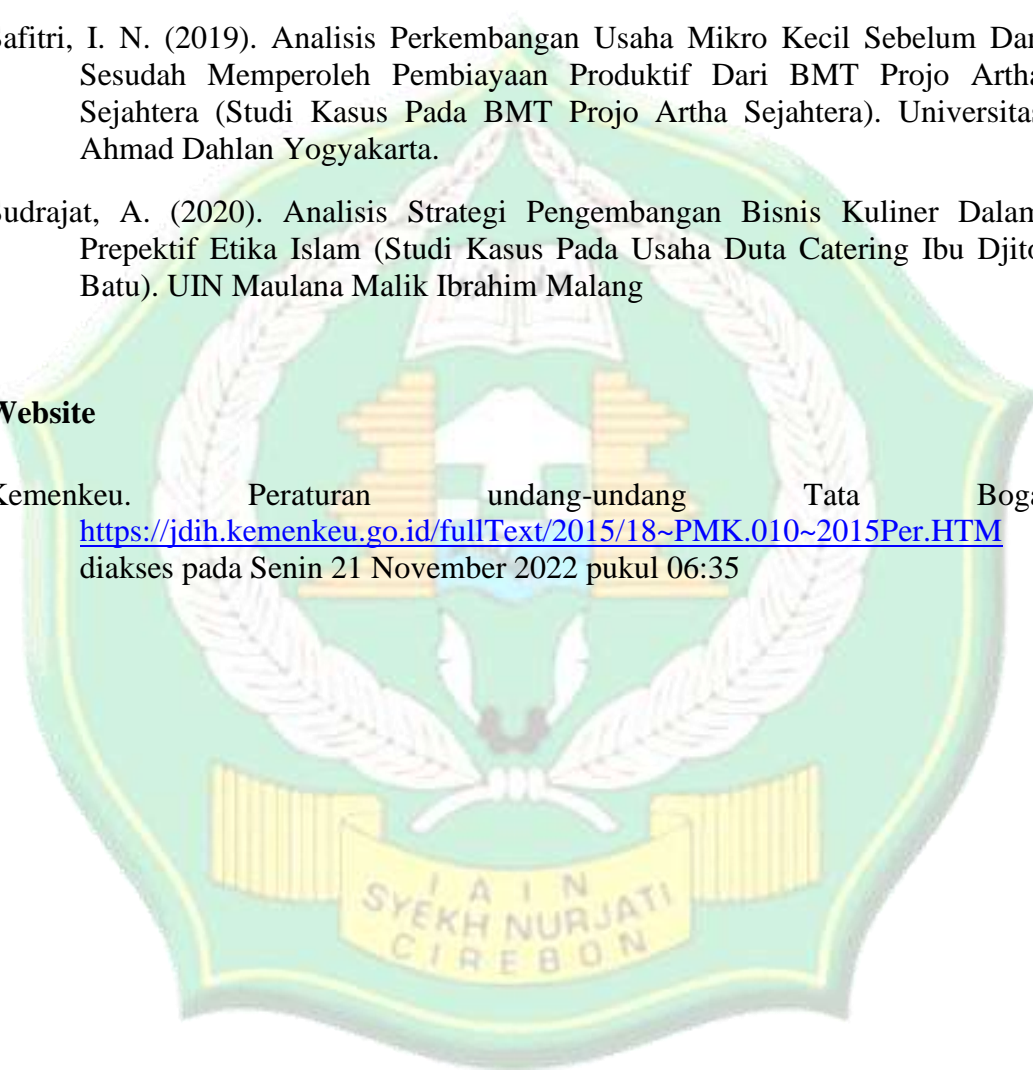 Safitri, I. N. (2019). Analisis Perkembangan Usaha Mikro Kecil Sebelum Dan
Sesudah Memperoleh Pembiayaan Produktif Dari BMT Projo Artha
Sejahtera (Studi Kasus Pada BMT Projo Artha Sejahtera). Universitas
Ahmad Dahlan Yogyakarta.
Sudrajat, A. (2020). Analisis Strategi Pengembangan Bisnis Kuliner Dalam
Prepektif Etika Islam (Studi Kasus Pada Usaha Duta Catering Ibu Djito
Batu). UIN Maulana Malik Ibrahim Malang
Website
Kemenkeu. Peraturan undang-undang Tata Boga
https://jdih.kemenkeu.go.id/fullText/2015/18~PMK.010~2015Per.HTM
diakses pada Senin 21 November 2022 pukul 06:35
IAIN
SYEKH NURJATI
CIREBON